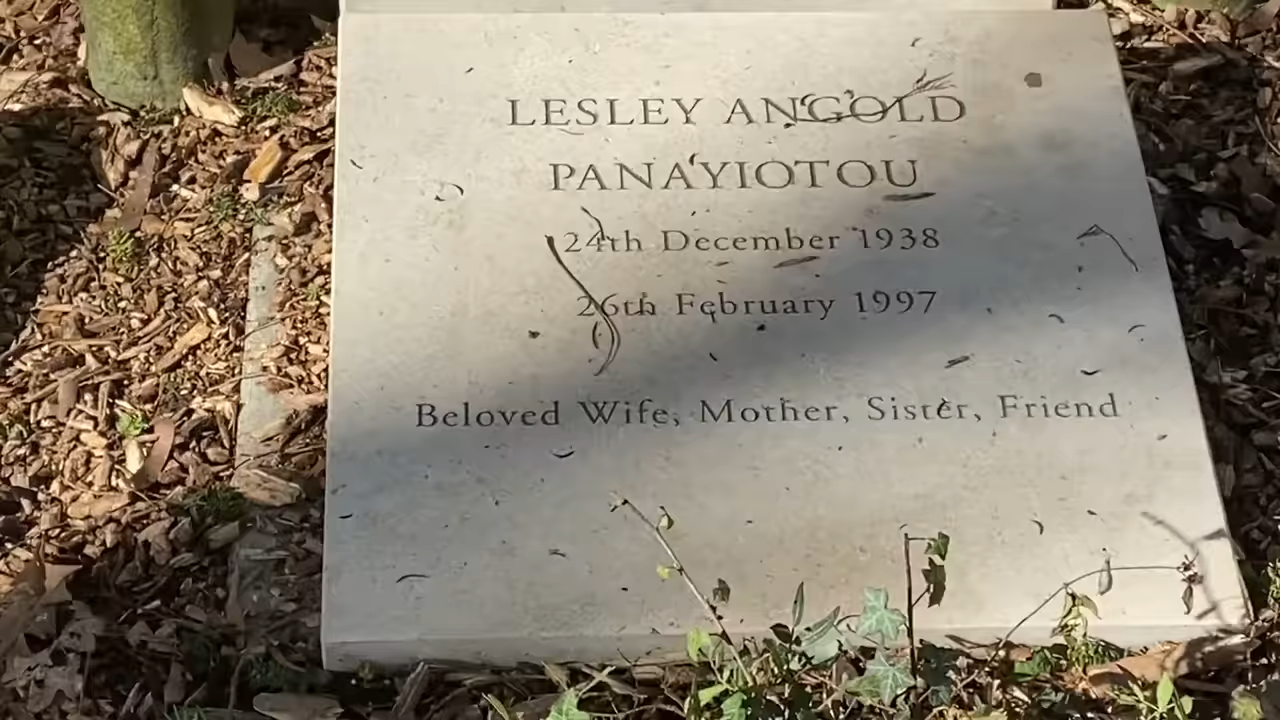 LESLEY ANGOLD
PANAYIOTOU
24th December 1938
26th February 1997
Beloved Wife, Mother, Sister, Friend